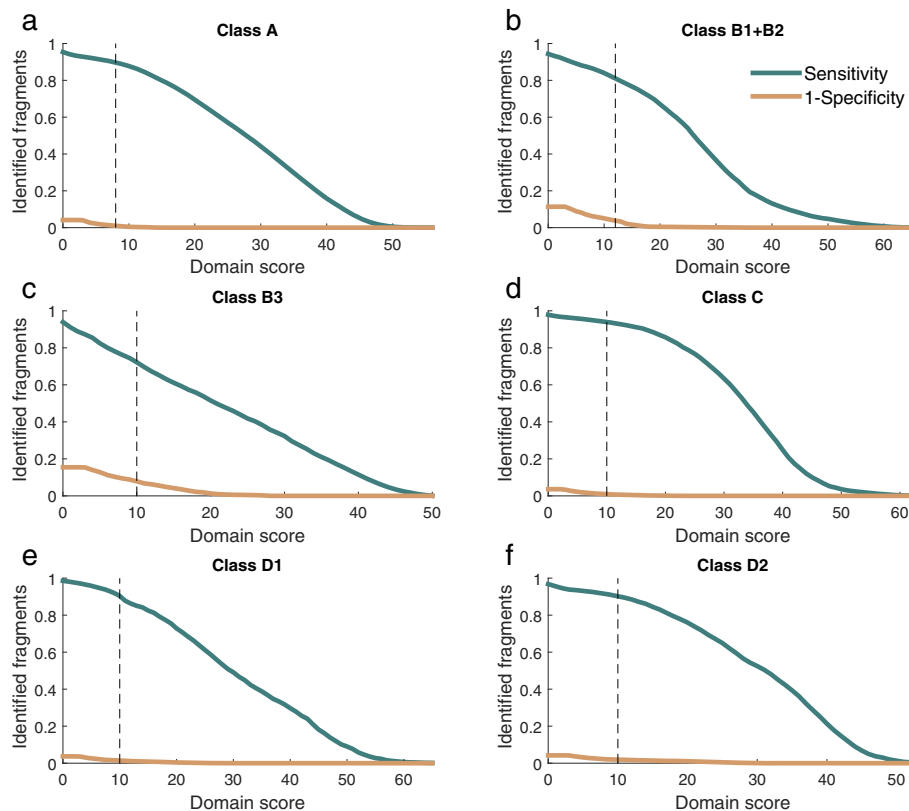 a
Class A
Identified fragments
1
0.8
0.6
0.4
0.2
0
0 10 20 30 40 50
Domain score
b
Class B1+B2
Sensitivity
1-Specificity
Identified fragments
1
0.8
0.6
0.4
0.2
0
0 10 20 30 40 50 60
Domain score
c
Class B3
Identified fragments
1
0.8
0.6
0.4
0.2
0
0 10 20 30 40 50
Domain score
d
Class C
Identified fragments
1
0.8
0.6
0.4
0.2
0
0 10 20 30 40 50 60
Domain score
e
Class D1
Identified fragments
1
0.8
0.6
0.4
0.2
0
0 10 20 30 40 50 60
Domain score
f
Class D2
Identified fragments
1
0.8
0.6
0.4
0.2
0
0 10 20 30 40 50
Domain score